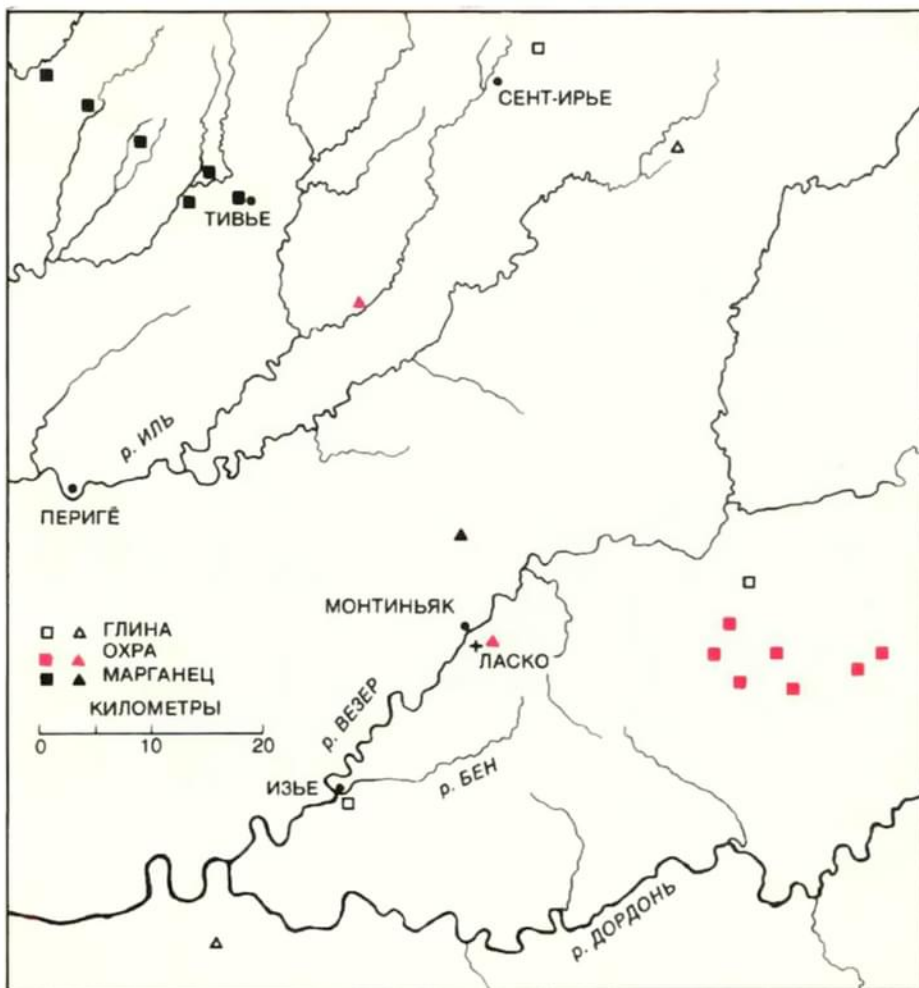 СЕНТ-ИРЬЕ
ТИВЬЕ
р. ИЛЬ
ПЕРИГЁ
МОНТИНЬЯК
ЛАСКО
ГЛИНА
ОХРА
МАРГАНЕЦ
КИЛОМЕТРЫ
0 10 20
р. ВЕЗЕР
ИЗЬЕ
р. БЕН
р. ДОРДОНЬ